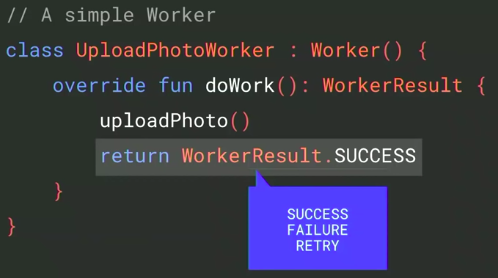 // A simple Worker
class UploadPhotoWorker : Worker() {
override fun doWork(): WorkerResult {
uploadPhoto()
return WorkerResult.SUCCESS
}
}
SUCCESS
FAILURE
RETRY